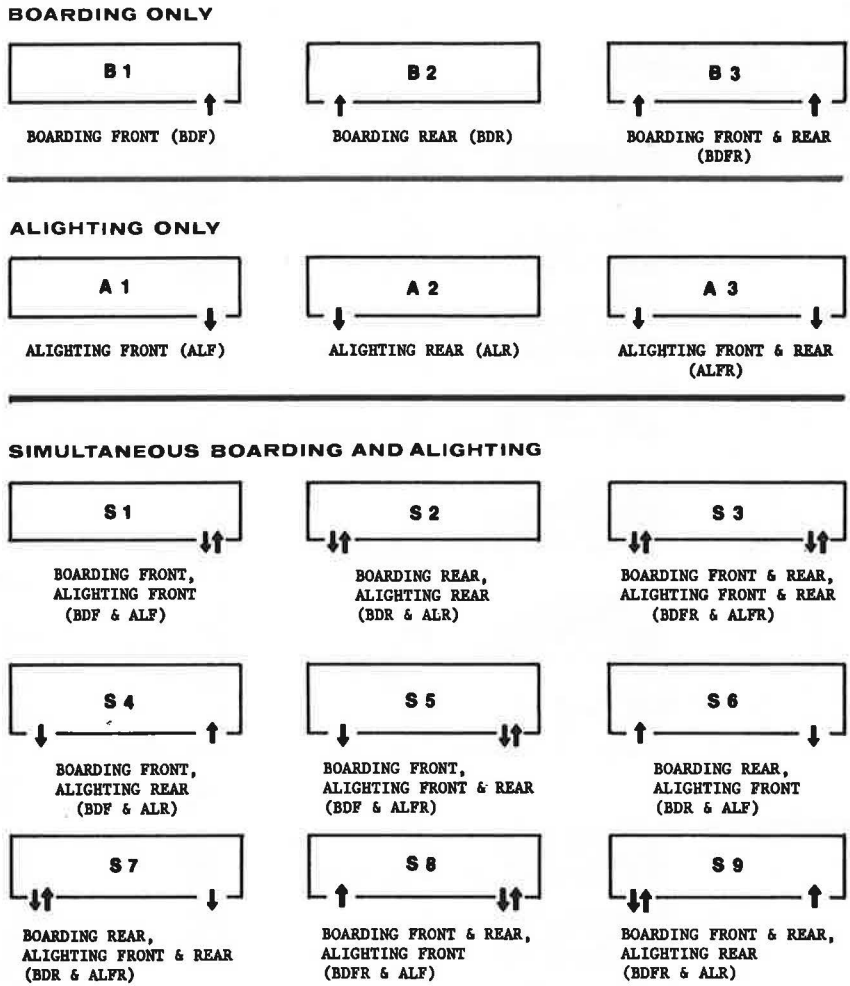 BOARDING ONLY
B 1
B 2
B 3
BOARDING FRONT (BDF)
BOARDING REAR (BDR)
BOARDING FRONT & REAR
(BDFR)
ALIGHTING ONLY
A 1
A 2
A 3
ALIGHTING FRONT (ALF)
ALIGHTING REAR (ALR)
ALIGHTING FRONT & REAR
(ALFR)
SIMULTANEOUS BOARDING AND ALIGHTING
S 1
BOARDING FRONT,
ALIGHTING FRONT
(BDF & ALF)
S 2
BOARDING REAR,
ALIGHTING REAR
(BDR & ALR)
S 3
BOARDING FRONT & REAR,
ALIGHTING FRONT & REAR
(BDFR & ALFR)
S 4
BOARDING FRONT,
ALIGHTING REAR
(BDF & ALR)
S 5
BOARDING FRONT,
ALIGHTING FRONT & REAR
(BDF & ALFR)
S 6
BOARDING REAR,
ALIGHTING FRONT
(BDR & ALF)
S 7
BOARDING REAR,
ALIGHTING FRONT & REAR
(BDR & ALFR)
S 8
BOARDING FRONT & REAR,
ALIGHTING FRONT
(BDFR & ALF)
S 9
BOARDING FRONT & REAR,
ALIGHTING REAR
(BDFR & ALR)